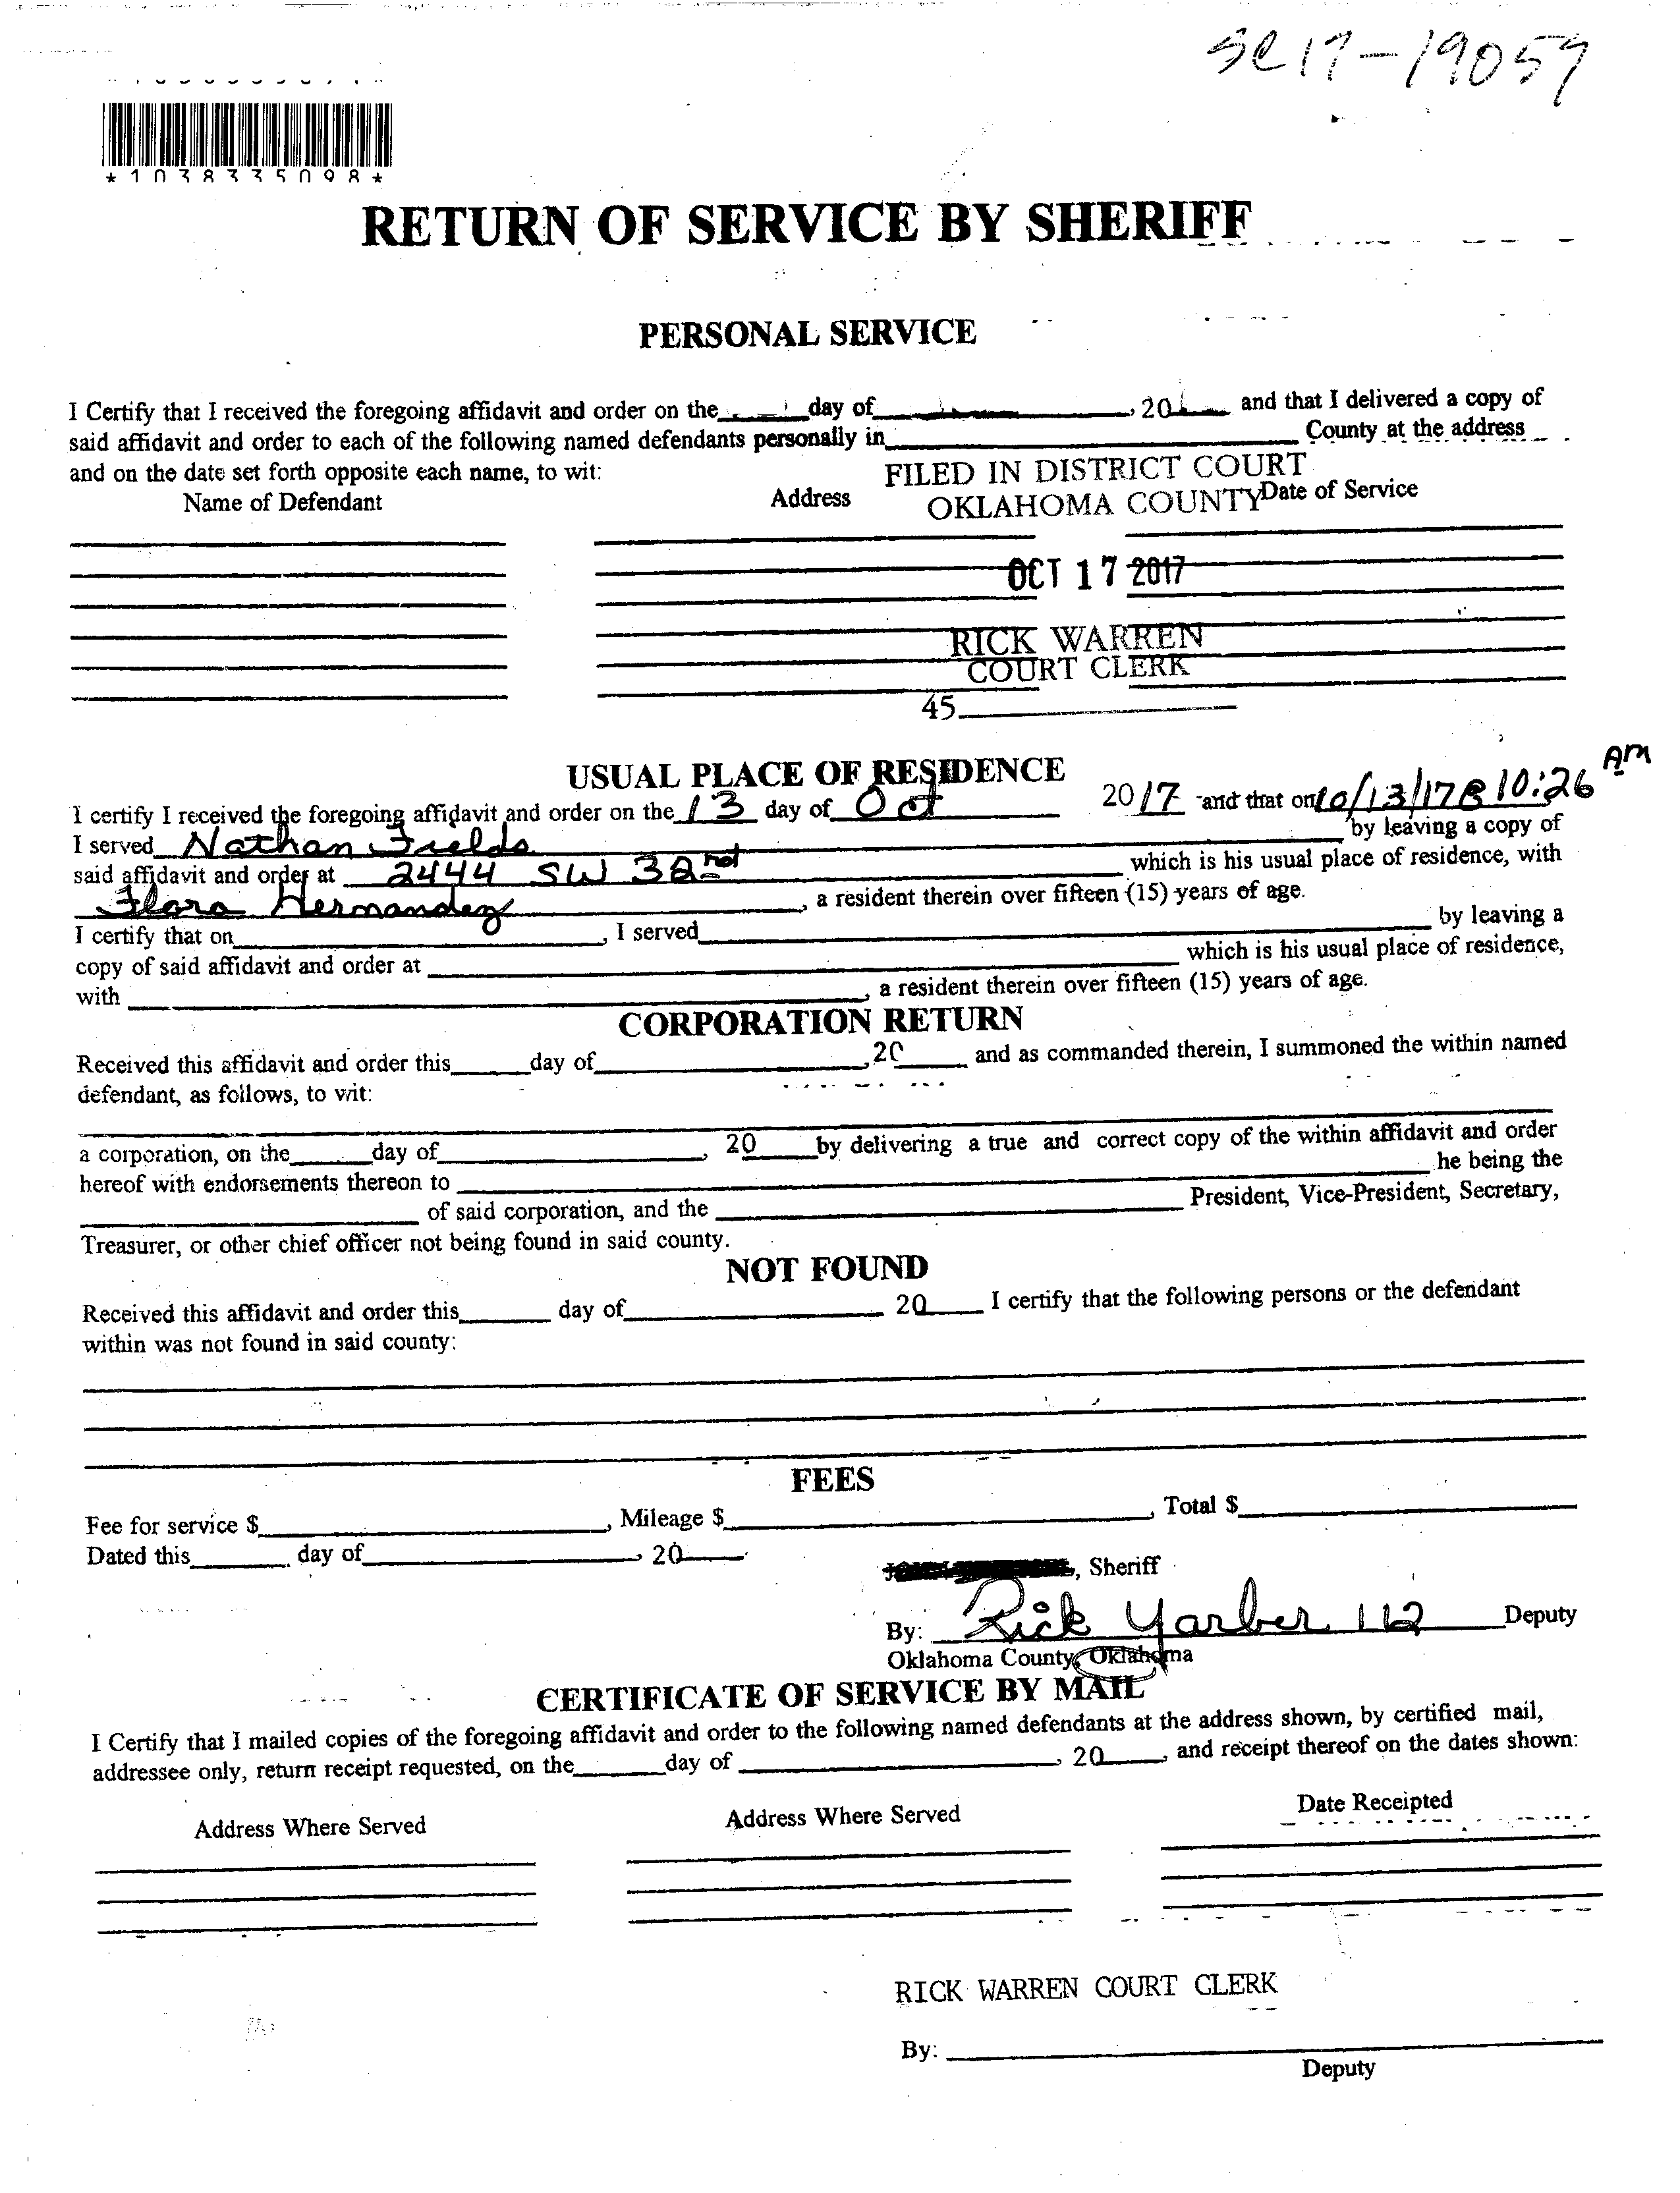 SC 17-19057
*1038335098*
RETURN OF SERVICE BY SHERIFF
PERSONAL SERVICE
I Certify that I received the foregoing affidavit and order on the day of , 20 and that I delivered a copy of
said affidavit and order to each of the following named defendants personally in County at the address
and on the date set forth opposite each name, to wit:
FILED IN DISTRICT COURT
Name of Defendant Address OKLAHOMA COUNTY Date of Service
OCT 17 2017
RICK WARREN
COURT CLERK
45
USUAL PLACE OF RESIDENCE
I certify I received the foregoing affidavit and order on the 13 day of Oct 2017 and that on 10/13/17 @ 10:26 AM
I served Nathan Fields by leaving a copy of
said affidavit and order at 2444 SW 32nd which is his usual place of residence, with
Flora Hernandez , a resident therein over fifteen (15) years of age.
I certify that on , I served by leaving a
copy of said affidavit and order at which is his usual place of residence,
with , a resident therein over fifteen (15) years of age.
CORPORATION RETURN
Received this affidavit and order this day of , 20 and as commanded therein, I summoned the within named
defendant, as follows, to wit:
a corporation, on the day of , 20 by delivering a true and correct copy of the within affidavit and order
hereof with endorsements thereon to he being the
of said corporation, and the President, Vice-President, Secretary,
Treasurer, or other chief officer not being found in said county.
NOT FOUND
Received this affidavit and order this day of 20 I certify that the following persons or the defendant
within was not found in said county:
FEES
Fee for service $ , Mileage $ , Total $
Dated this day of , 20
, Sheriff
By: Rick Yarber 112 Deputy
Oklahoma County, Oklahoma
CERTIFICATE OF SERVICE BY MAIL
I Certify that I mailed copies of the foregoing affidavit and order to the following named defendants at the address shown, by certified mail,
addressee only, return receipt requested, on the day of , 20 , and receipt thereof on the dates shown:
Address Where Served Address Where Served Date Receipted
RICK WARREN COURT CLERK
By:
Deputy